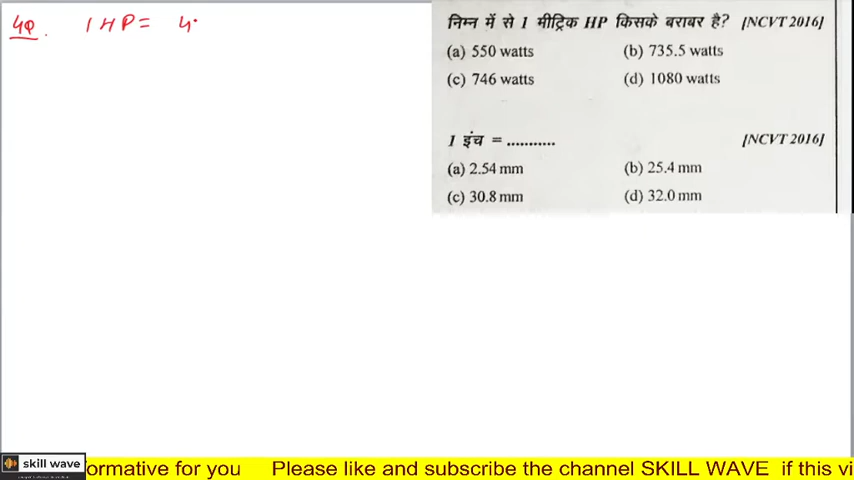 4Q. 1 HP = 4.
निम्न में से 1 मीट्रिक HP किसके बराबर है? [NCVT 2016]
(a) 550 watts (b) 735.5 watts
(c) 746 watts (d) 1080 watts
1 इंच = ........... [NCVT 2016]
(a) 2.54 mm (b) 25.4 mm
(c) 30.8 mm (d) 32.0 mm
skill wave
formative for you Please like and subscribe the channel SKILL WAVE if this vi